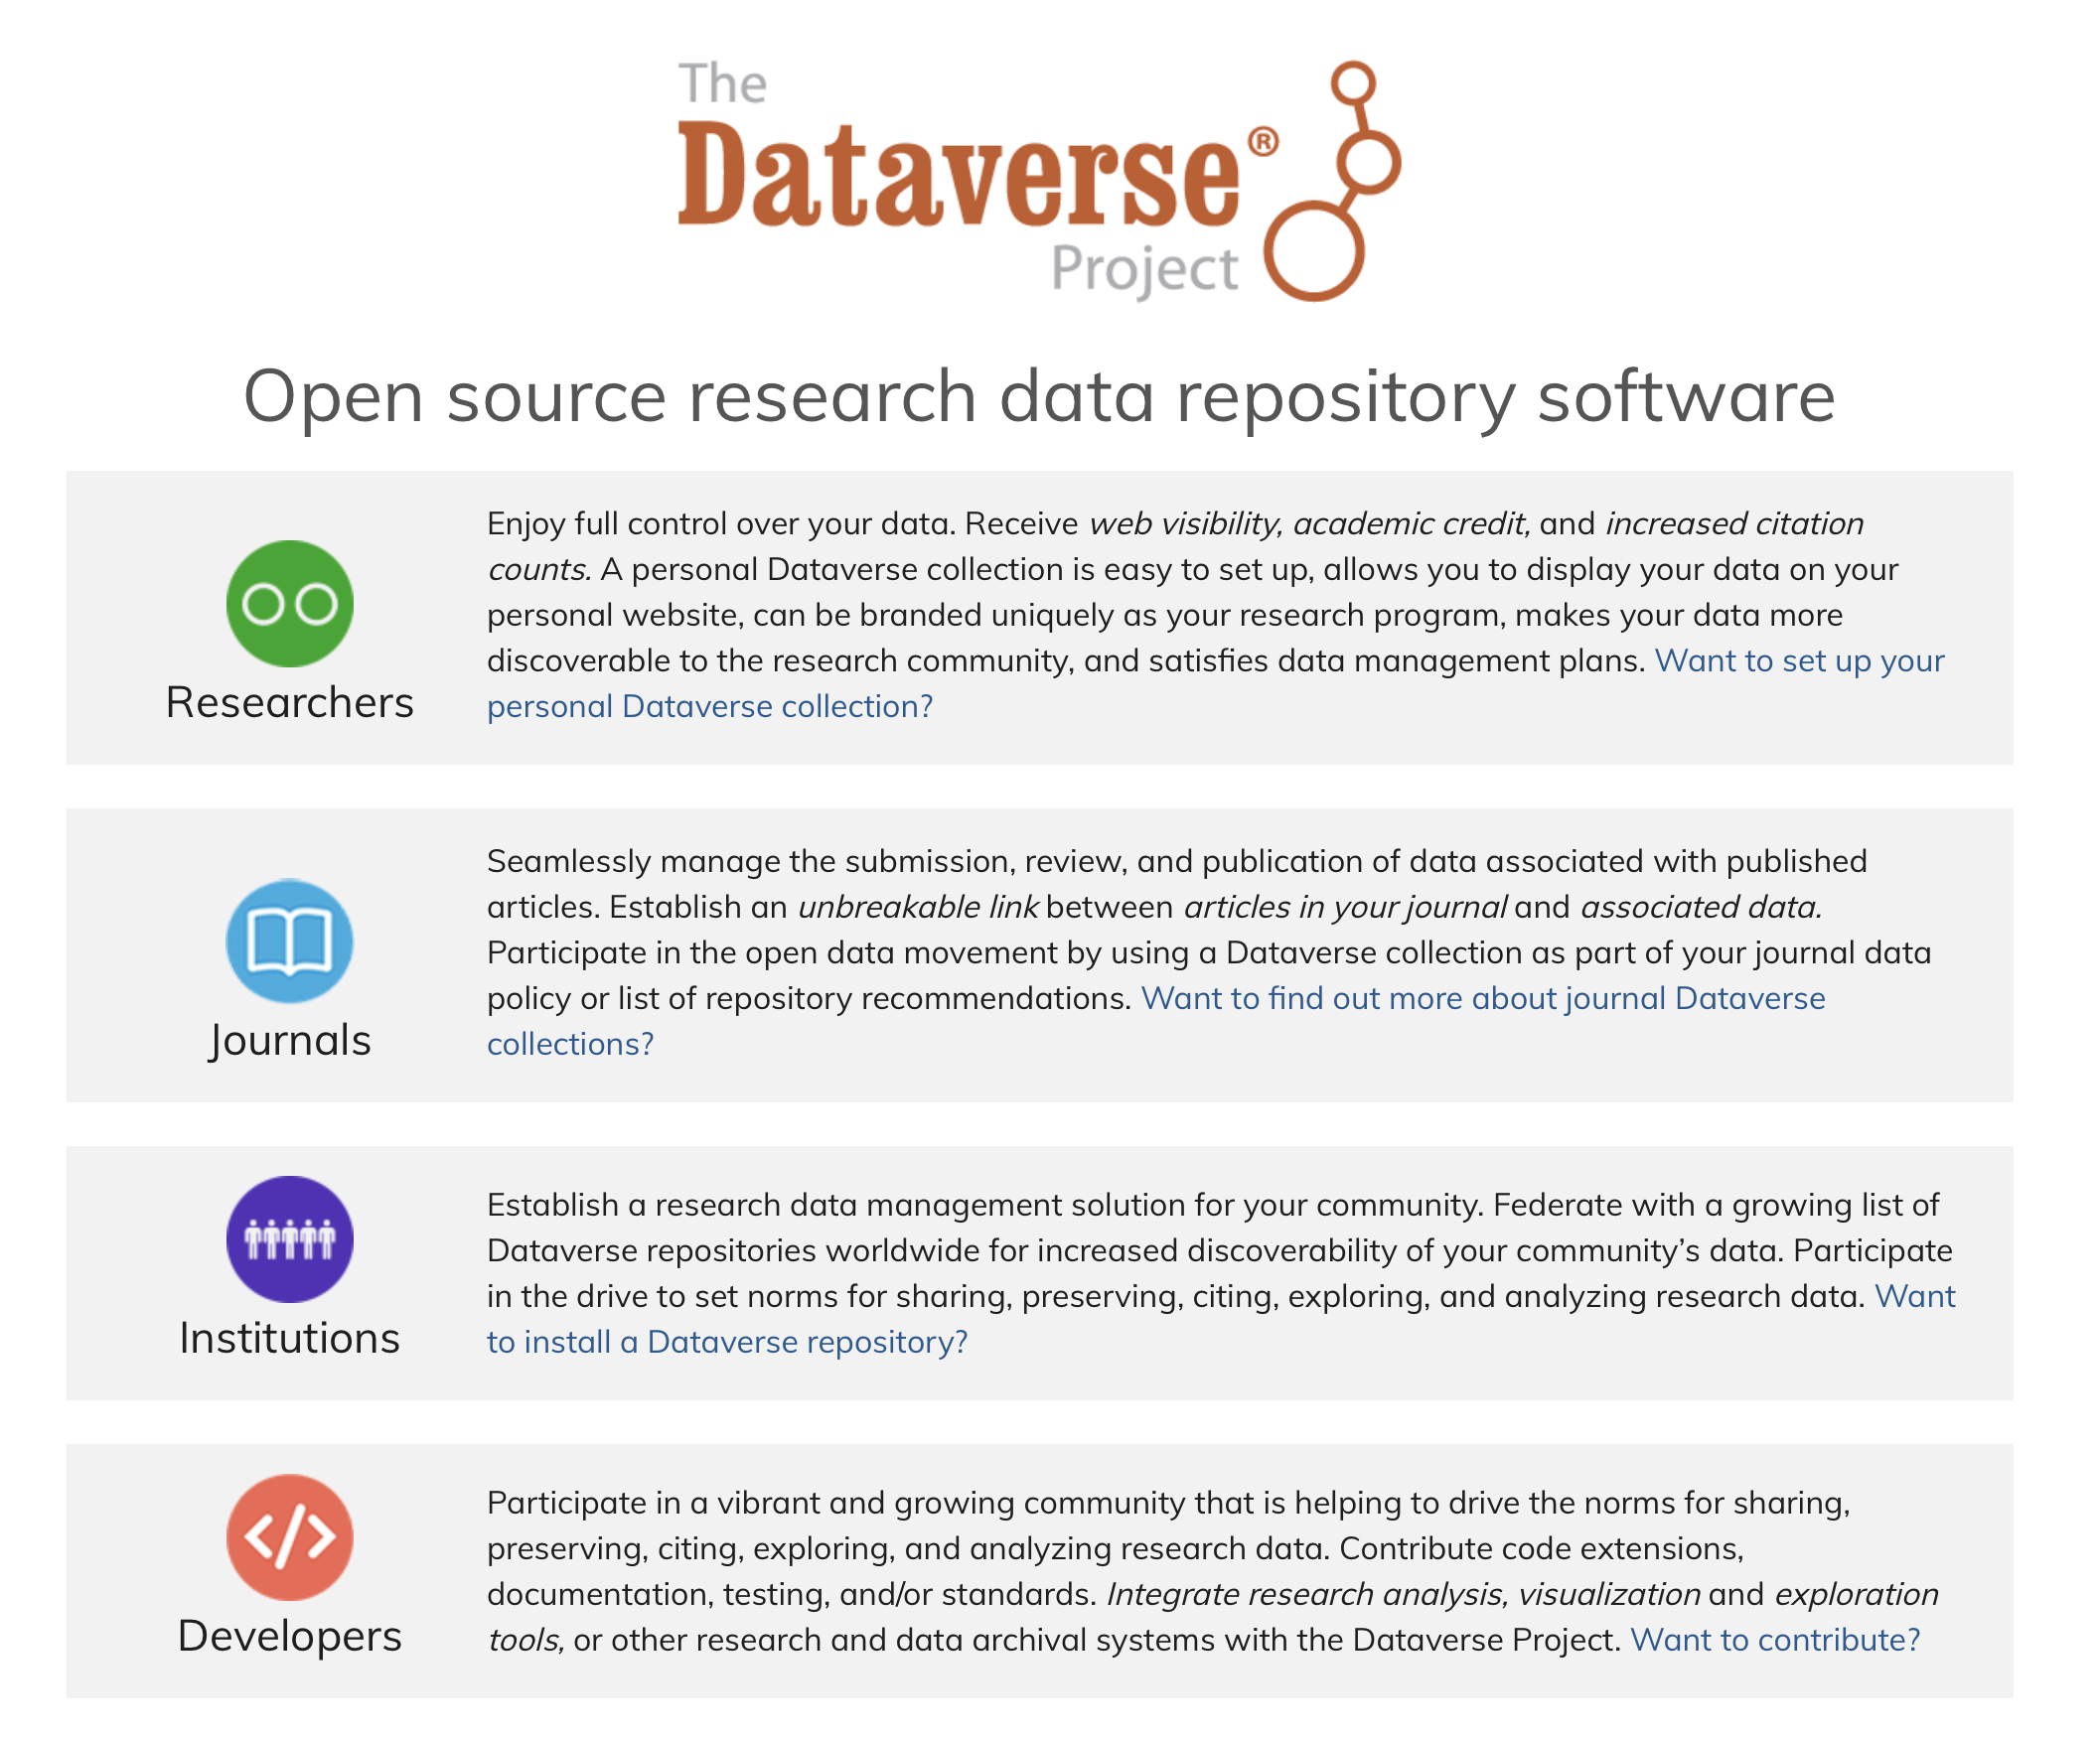 The
Dataverse®
Project
Open source research data repository software
Enjoy full control over your data. Receive web visibility, academic credit, and increased citation
counts. A personal Dataverse collection is easy to set up, allows you to display your data on your
personal website, can be branded uniquely as your research program, makes your data more
discoverable to the research community, and satisfies data management plans. Want to set up your
personal Dataverse collection?
Researchers
Seamlessly manage the submission, review, and publication of data associated with published
articles. Establish an unbreakable link between articles in your journal and associated data.
Participate in the open data movement by using a Dataverse collection as part of your journal data
policy or list of repository recommendations. Want to find out more about journal Dataverse
collections?
Journals
Establish a research data management solution for your community. Federate with a growing list of
Dataverse repositories worldwide for increased discoverability of your community’s data. Participate
in the drive to set norms for sharing, preserving, citing, exploring, and analyzing research data. Want
to install a Dataverse repository?
Institutions
Participate in a vibrant and growing community that is helping to drive the norms for sharing,
preserving, citing, exploring, and analyzing research data. Contribute code extensions,
documentation, testing, and/or standards. Integrate research analysis, visualization and exploration
tools, or other research and data archival systems with the Dataverse Project. Want to contribute?
Developers